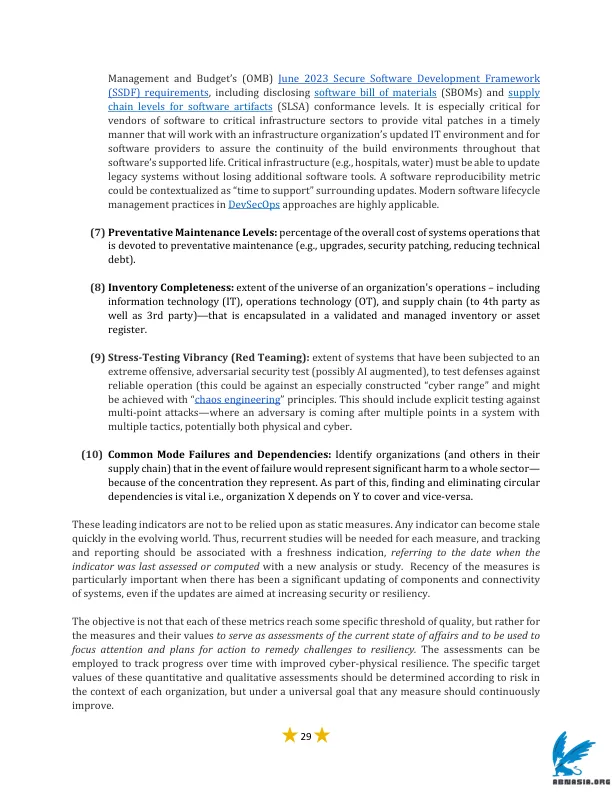 Management and Budget's (OMB) June 2023 Secure Software Development Framework
(SSDF) requirements, including disclosing software bill of materials (SBOMs) and supply
chain levels for software artifacts (SLSA) conformance levels. It is especially critical for
vendors of software to critical infrastructure sectors to provide vital patches in a timely
manner that will work with an infrastructure organization's updated IT environment and for
software providers to assure the continuity of the build environments throughout that
software's supported life. Critical infrastructure (e.g., hospitals, water) must be able to update
legacy systems without losing additional software tools. A software reproducibility metric
could be contextualized as "time to support" surrounding updates. Modern software lifecycle
management practices in DevSecOps approaches are highly applicable.
(7) Preventative Maintenance Levels: percentage of the overall cost of systems operations that
is devoted to preventative maintenance (e.g., upgrades, security patching, reducing technical
debt).
(8) Inventory Completeness: extent of the universe of an organization's operations – including
information technology (IT), operations technology (OT), and supply chain (to 4th party as
well as 3rd party)—that is encapsulated in a validated and managed inventory or asset
register.
(9) Stress-Testing Vibrancy (Red Teaming): extent of systems that have been subjected to an
extreme offensive, adversarial security test (possibly AI augmented), to test defenses against
reliable operation (this could be against an especially constructed "cyber range" and might
be achieved with "chaos engineering" principles. This should include explicit testing against
multi-point attacks—where an adversary is coming after multiple points in a system with
multiple tactics, potentially both physical and cyber.
(10) Common Mode Failures and Dependencies: Identify organizations (and others in their
supply chain) that in the event of failure would represent significant harm to a whole sector—
because of the concentration they represent. As part of this, finding and eliminating circular
dependencies is vital i.e., organization X depends on Y to cover and vice-versa.
These leading indicators are not to be relied upon as static measures. Any indicator can become stale
quickly in the evolving world. Thus, recurrent studies will be needed for each measure, and tracking
and reporting should be associated with a freshness indication, referring to the date when the
indicator was last assessed or computed with a new analysis or study. Recency of the measures is
particularly important when there has been a significant updating of components and connectivity
of systems, even if the updates are aimed at increasing security or resiliency.
The objective is not that each of these metrics reach some specific threshold of quality, but rather for
the measures and their values to serve as assessments of the current state of affairs and to be used to
focus attention and plans for action to remedy challenges to resiliency. The assessments can be
employed to track progress over time with improved cyber-physical resilience. The specific target
values of these quantitative and qualitative assessments should be determined according to risk in
the context of each organization, but under a universal goal that any measure should continuously
improve.
29
ABNASIA.ORG